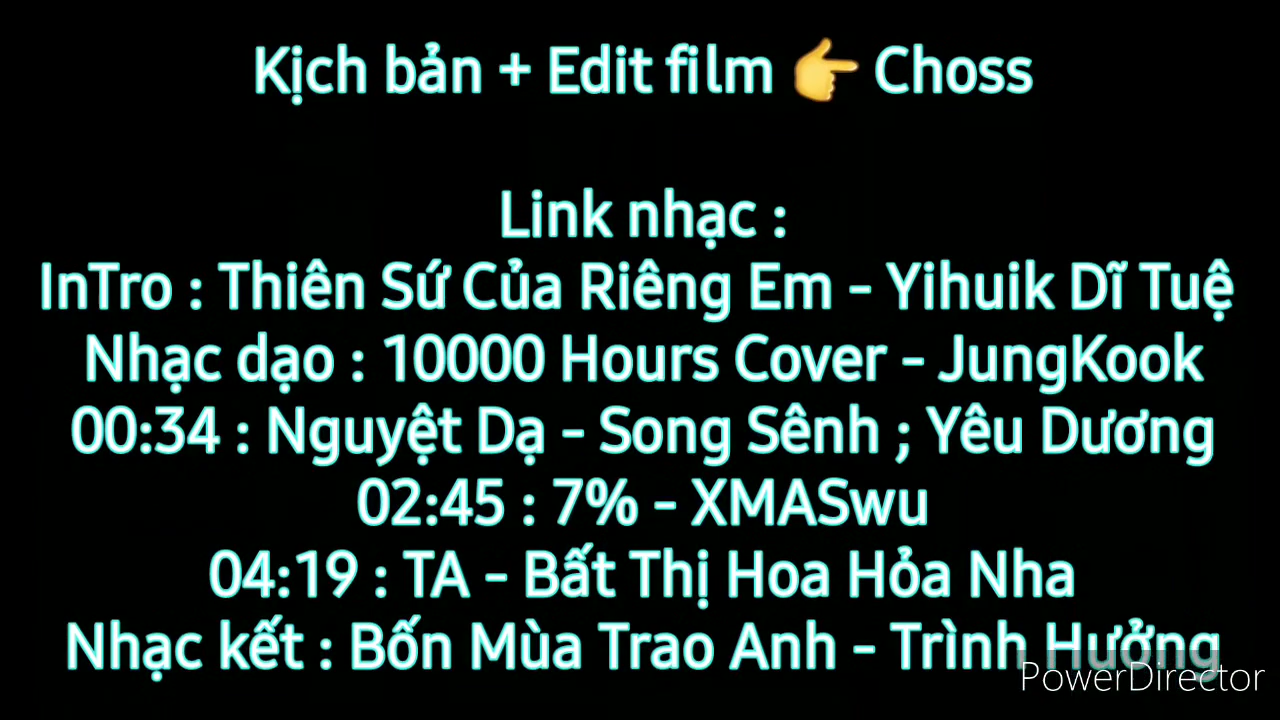 Kịch bản + Edit film 👉 Choss
Link nhạc :
InTro : Thiên Sứ Của Riêng Em - Yihuik Dĩ Tuệ
Nhạc dạo : 10000 Hours Cover - JungKook
00:34 : Nguyệt Dạ - Song Sênh ; Yêu Dương
02:45 : 7% - XMASwu
04:19 : TA - Bất Thị Hoa Hỏa Nha
Nhạc kết : Bốn Mùa Trao Anh - Trình Hưởng
PowerDirector